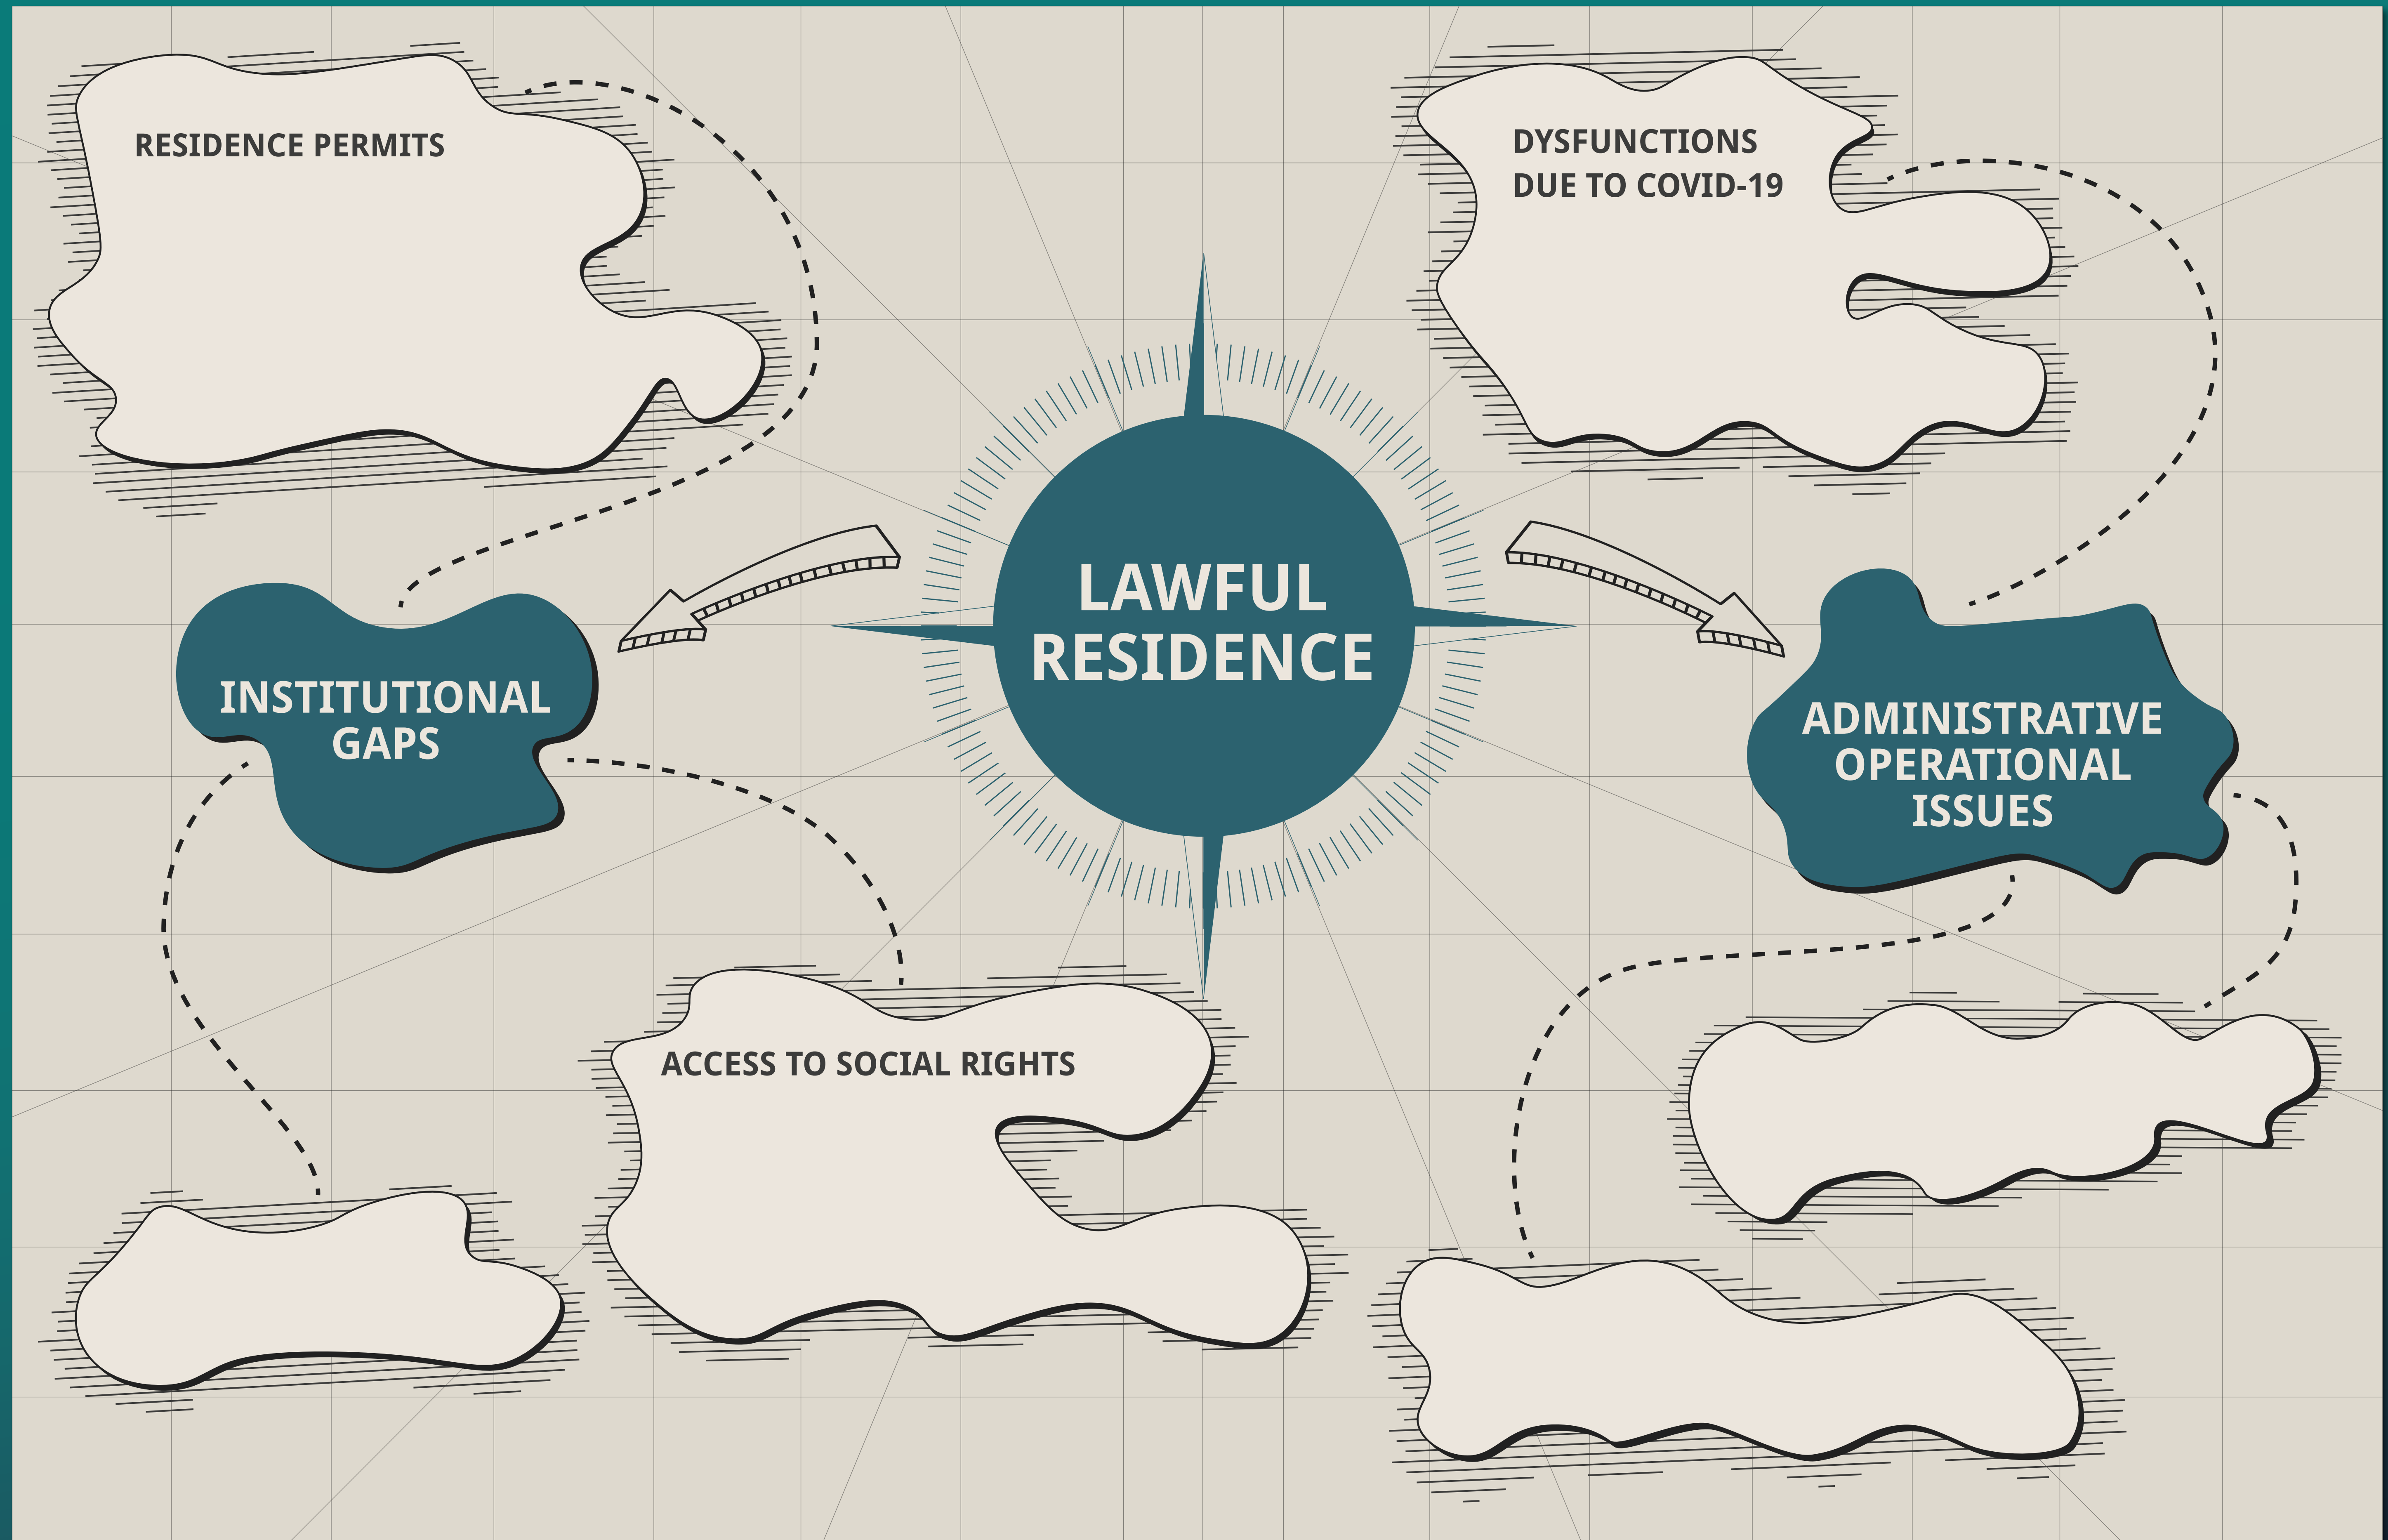 RESIDENCE PERMITS
DYSFUNCTIONS
DUE TO COVID-19
LAWFUL
RESIDENCE
INSTITUTIONAL
GAPS
ADMINISTRATIVE
OPERATIONAL
ISSUES
ACCESS TO SOCIAL RIGHTS